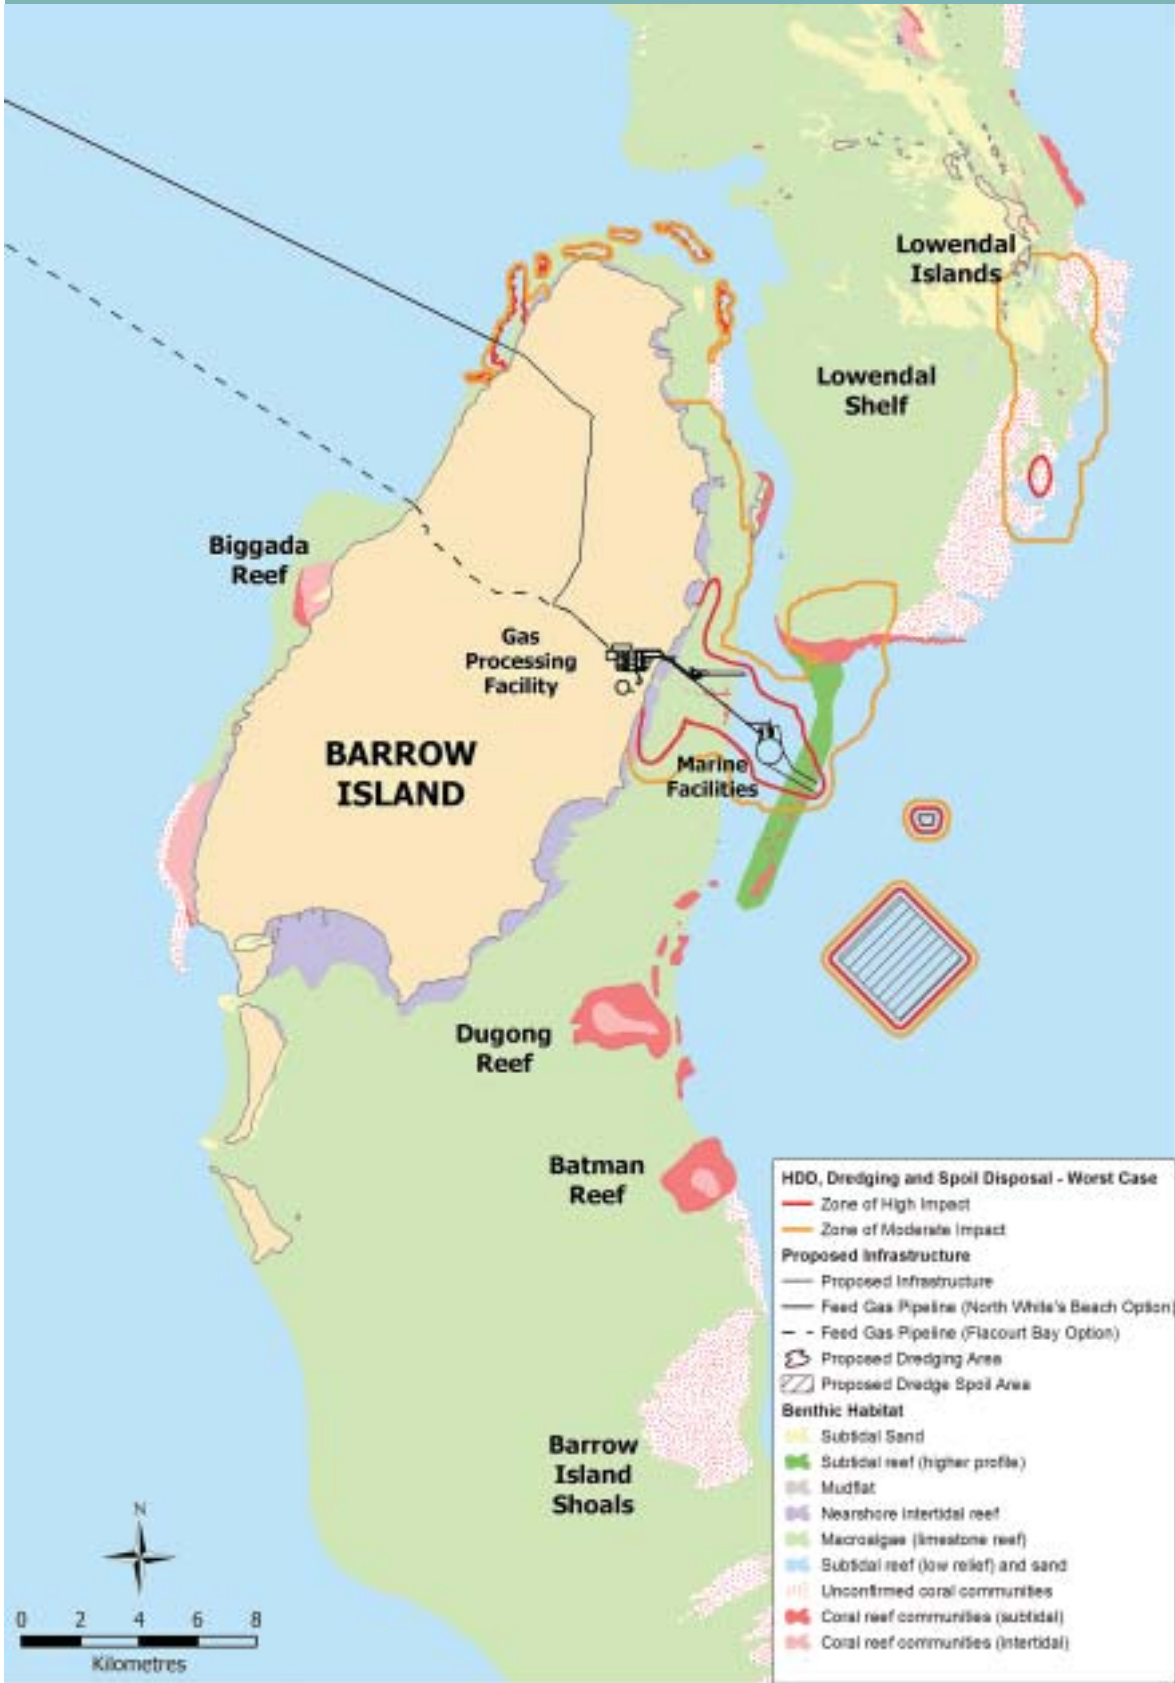 Lowendal
Islands
Lowendal
Shelf
Biggada
Reef
Gas
Processing
Facility
BARROW
ISLAND
Marine
Facilities
Dugong
Reef
Batman
Reef
Barrow
Island
Shoals
N
0 2 4 6 8
Kilometres
HDD, Dredging and Spoil Disposal - Worst Case
Zone of High Impact
Zone of Moderate Impact
Proposed Infrastructure
Proposed Infrastructure
Feed Gas Pipeline (North White's Beach Option)
Feed Gas Pipeline (Flacourt Bay Option)
Proposed Dredging Area
Proposed Dredge Spoil Area
Benthic Habitat
Subtidal Sand
Subtidal reef (higher profile)
Mudflat
Nearshore intertidal reef
Macroalgae (limestone reef)
Subtidal reef (low relief) and sand
Unconfirmed coral communities
Coral reef communities (subtidal)
Coral reef communities (intertidal)